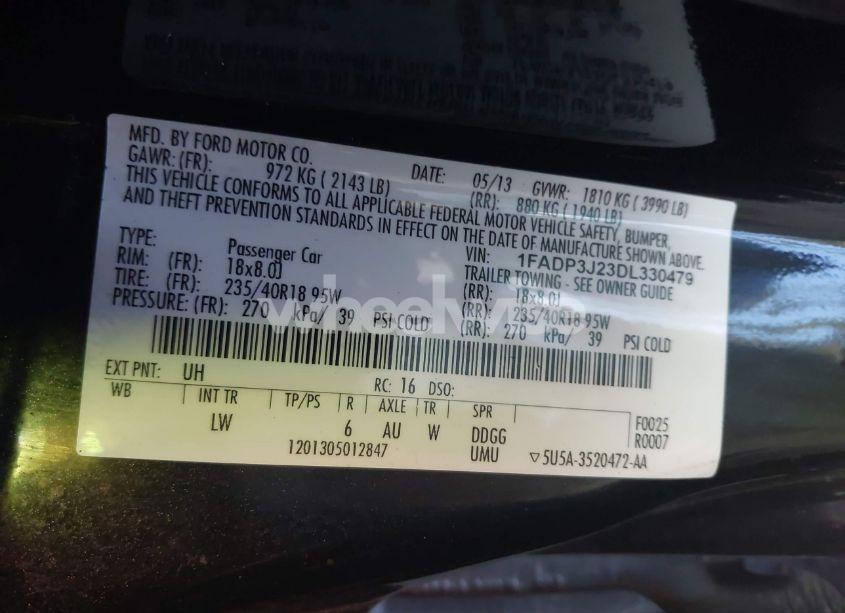 MFD. BY FORD MOTOR CO.
DATE: 05/13 GVWR: 1810 KG ( 3990 LB)
GAWR: (FR): 972 KG ( 2143 LB) (RR): 880 KG ( 1940 LB)
THIS VEHICLE CONFORMS TO ALL APPLICABLE FEDERAL MOTOR VEHICLE SAFETY, BUMPER,
AND THEFT PREVENTION STANDARDS IN EFFECT ON THE DATE OF MANUFACTURE SHOWN ABOVE.
VIN: 1FADP3J23DL330479
TYPE: Passenger Car TRAILER TOWING - SEE OWNER GUIDE
RIM: (FR): 18x8.0J (RR): 18x8.0J
TIRE: (FR): 235/40R18 95W (RR): 235/40R18 95W
PRESSURE: (FR): 270 kPa/ 39 PSI COLD (RR): 270 kPa/ 39 PSI COLD
EXT PNT: UH RC: 16 DSO:
WB INT TR TP/PS R AXLE TR SPR F0025
LW 6 AU W DDGG R0007
1201305012847 UMU ▽5U5A-3520472-AA